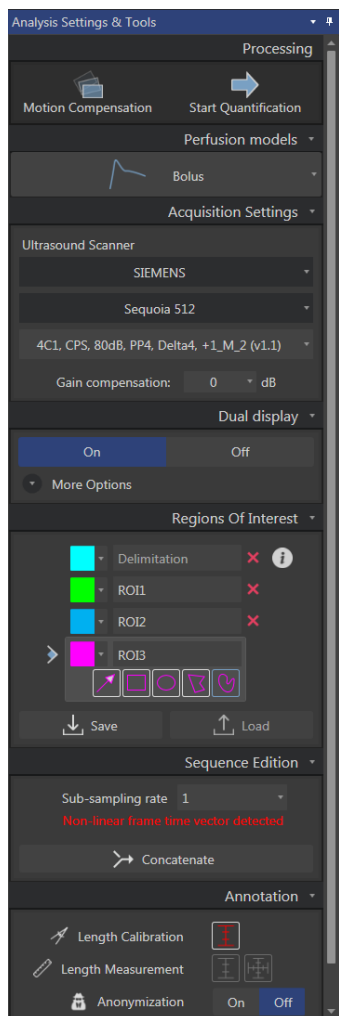 Analysis Settings & Tools
Processing
Motion Compensation
Start Quantification
Perfusion models
Bolus
Acquisition Settings
Ultrasound Scanner
SIEMENS
Sequoia 512
4C1, CPS, 80dB, PP4, Delta4, +1_M_2 (v1.1)
Gain compensation: 0 dB
Dual display
On Off
More Options
Regions Of Interest
Delimitation
ROI1
ROI2
ROI3
Save Load
Sequence Edition
Sub-sampling rate 1
Non-linear frame time vector detected
Concatenate
Annotation
Length Calibration
Length Measurement
Anonymization On Off